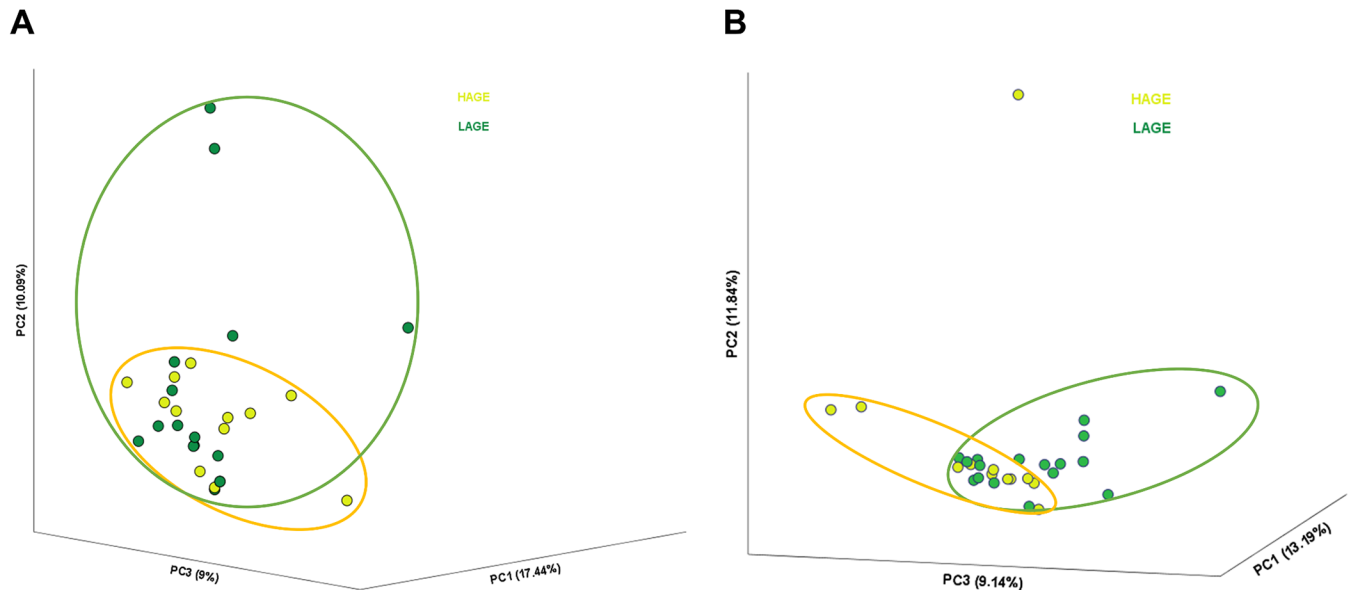 A
HAGE
LAGE
PC2 (10.09%)
PC3 (9%)
PC1 (17.44%)
B
HAGE
LAGE
PC2 (11.84%)
PC3 (9.14%)
PC1 (13.19%)